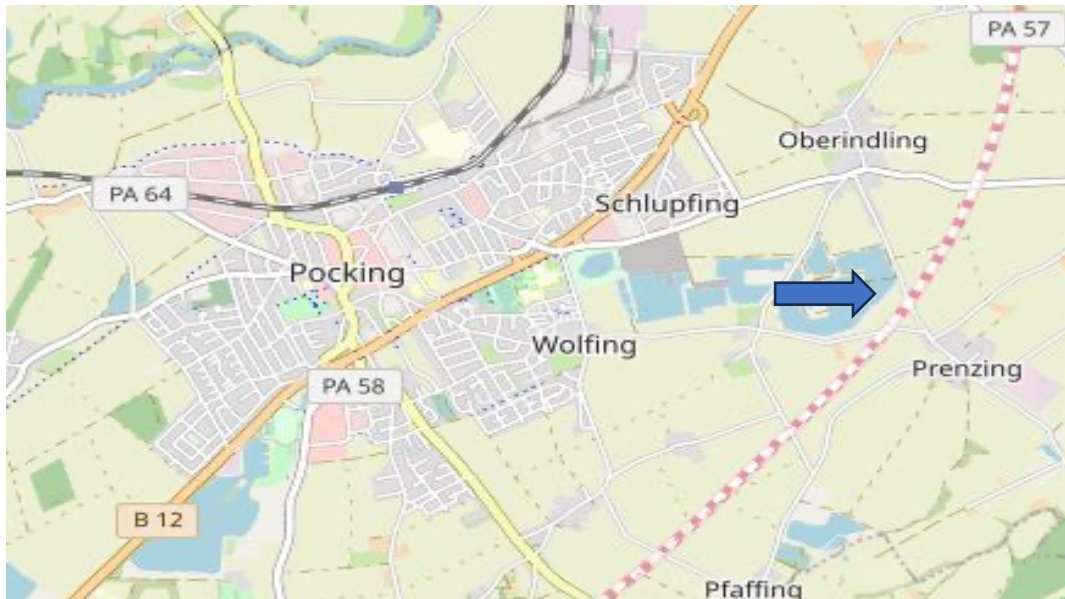 PA 57
Oberindling
PA 64
Schlupfing
Pocking
Wolfing
Prenzing
PA 58
B 12
Pfaffing